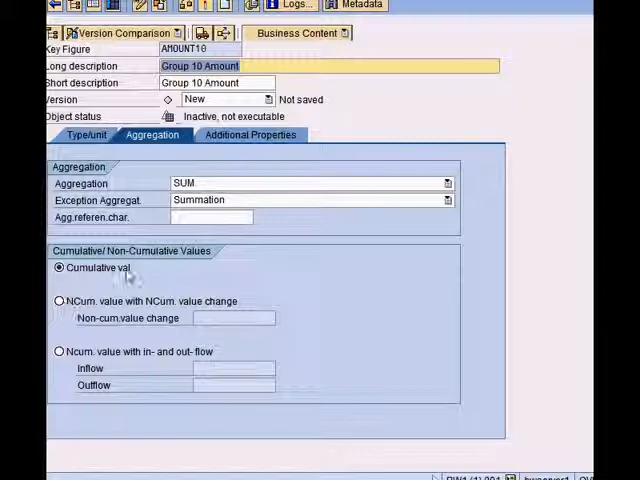 Logs... Metadata
Version Comparison Business Content
Key Figure AMOUNT10
Long description Group 10 Amount
Short description Group 10 Amount
Version New Not saved
Object status Inactive, not executable
Type/unit Aggregation Additional Properties
Aggregation
Aggregation SUM
Exception Aggregat. Summation
Agg.referen.char.
Cumulative/ Non-Cumulative Values
Cumulative val
NCum. value with NCum. value change
Non-cum.value change
Ncum. value with in- and out- flow
Inflow
Outflow